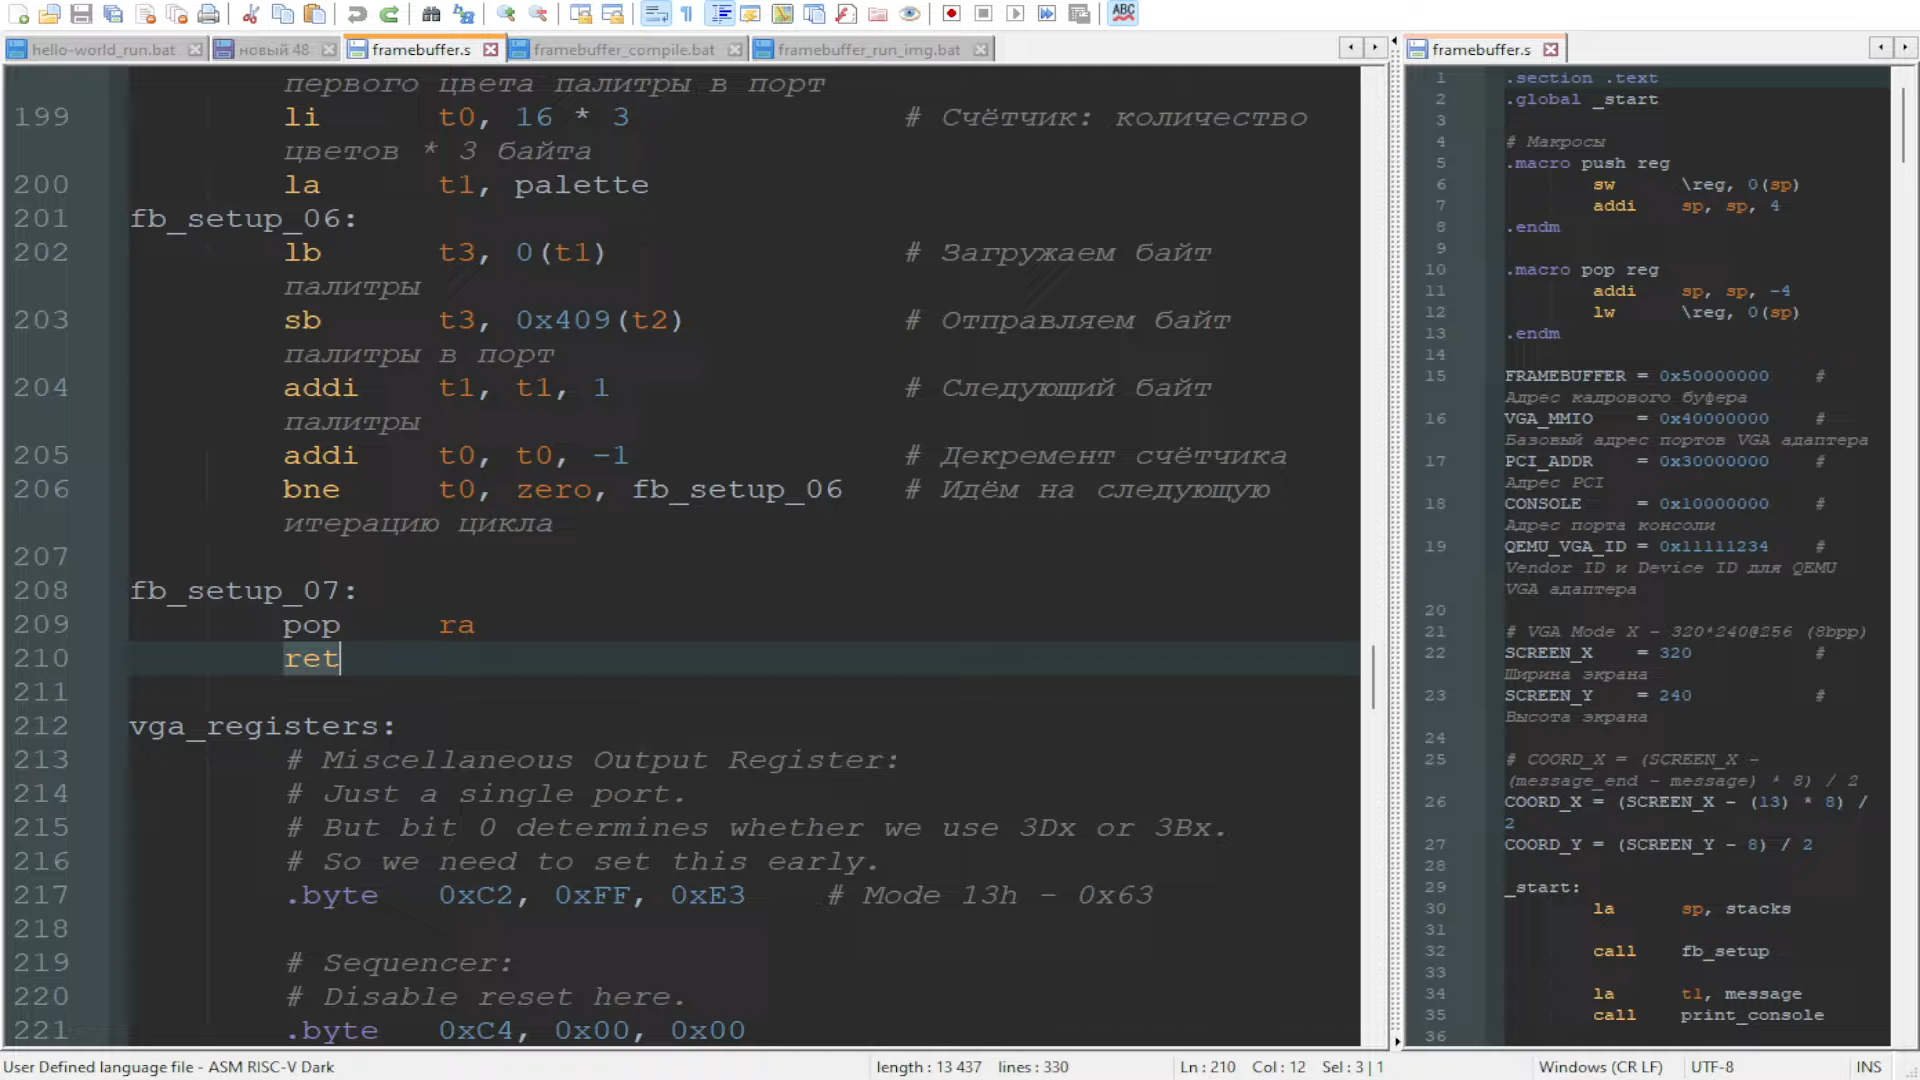 ABC
hello-world_run.bat
новый 48
framebuffer.s
framebuffer_compile.bat
framebuffer_run_img.bat
первого цвета палитры в порт
199 li t0, 16 * 3 # Счётчик: количество
цветов * 3 байта
200 la t1, palette
201 fb_setup_06:
202 lb t3, 0(t1) # Загружаем байт
палитры
203 sb t3, 0x409(t2) # Отправляем байт
палитры в порт
204 addi t1, t1, 1 # Следующий байт
палитры
205 addi t0, t0, -1 # Декремент счётчика
206 bne t0, zero, fb_setup_06 # Идём на следующую
итерацию цикла
207
208 fb_setup_07:
209 pop ra
210 ret
211
212 vga_registers:
213 # Miscellaneous Output Register:
214 # Just a single port.
215 # But bit 0 determines whether we use 3Dx or 3Bx.
216 # So we need to set this early.
217 .byte 0xC2, 0xFF, 0xE3 # Mode 13h - 0x63
218
219 # Sequencer:
220 # Disable reset here.
221 .byte 0xC4, 0x00, 0x00
framebuffer.s
1 .section .text
2 .global _start
3
4 # Макросы
5 .macro push reg
6 sw \reg, 0(sp)
7 addi sp, sp, 4
8 .endm
9
10 .macro pop reg
11 addi sp, sp, -4
12 lw \reg, 0(sp)
13 .endm
14
15 FRAMEBUFFER = 0x50000000 #
Адрес кадрового буфера
16 VGA_MMIO = 0x40000000 #
Базовый адрес портов VGA адаптера
17 PCI_ADDR = 0x30000000 #
Адрес PCI
18 CONSOLE = 0x10000000 #
Адрес порта консоли
19 QEMU_VGA_ID = 0x11111234 #
Vendor ID и Device ID для QEMU
VGA адаптера
20
21 # VGA Mode X - 320*240@256 (8bpp)
22 SCREEN_X = 320 #
Ширина экрана
23 SCREEN_Y = 240 #
Высота экрана
24
25 # COORD_X = (SCREEN_X -
(message_end - message) * 8) / 2
26 COORD_X = (SCREEN_X - (13) * 8) /
2
27 COORD_Y = (SCREEN_Y - 8) / 2
28
29 _start:
30 la sp, stacks
31
32 call fb_setup
33
34 la t1, message
35 call print_console
36
User Defined language file - ASM RISC-V Dark
length : 13 437 lines : 330
Ln : 210 Col : 12 Sel : 3 | 1
Windows (CR LF)
UTF-8
INS